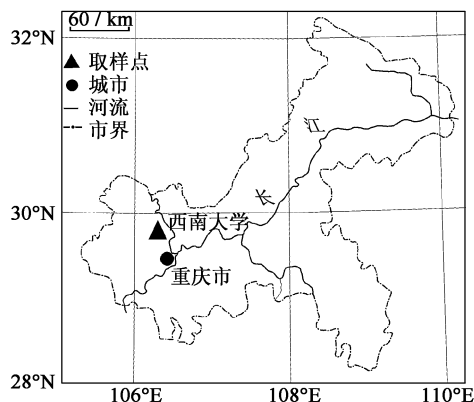 32°N
60 / km
取样点
城市
河流
市界
江
长
30°N
西南大学
重庆市
28°N
106°E
108°E
110°E